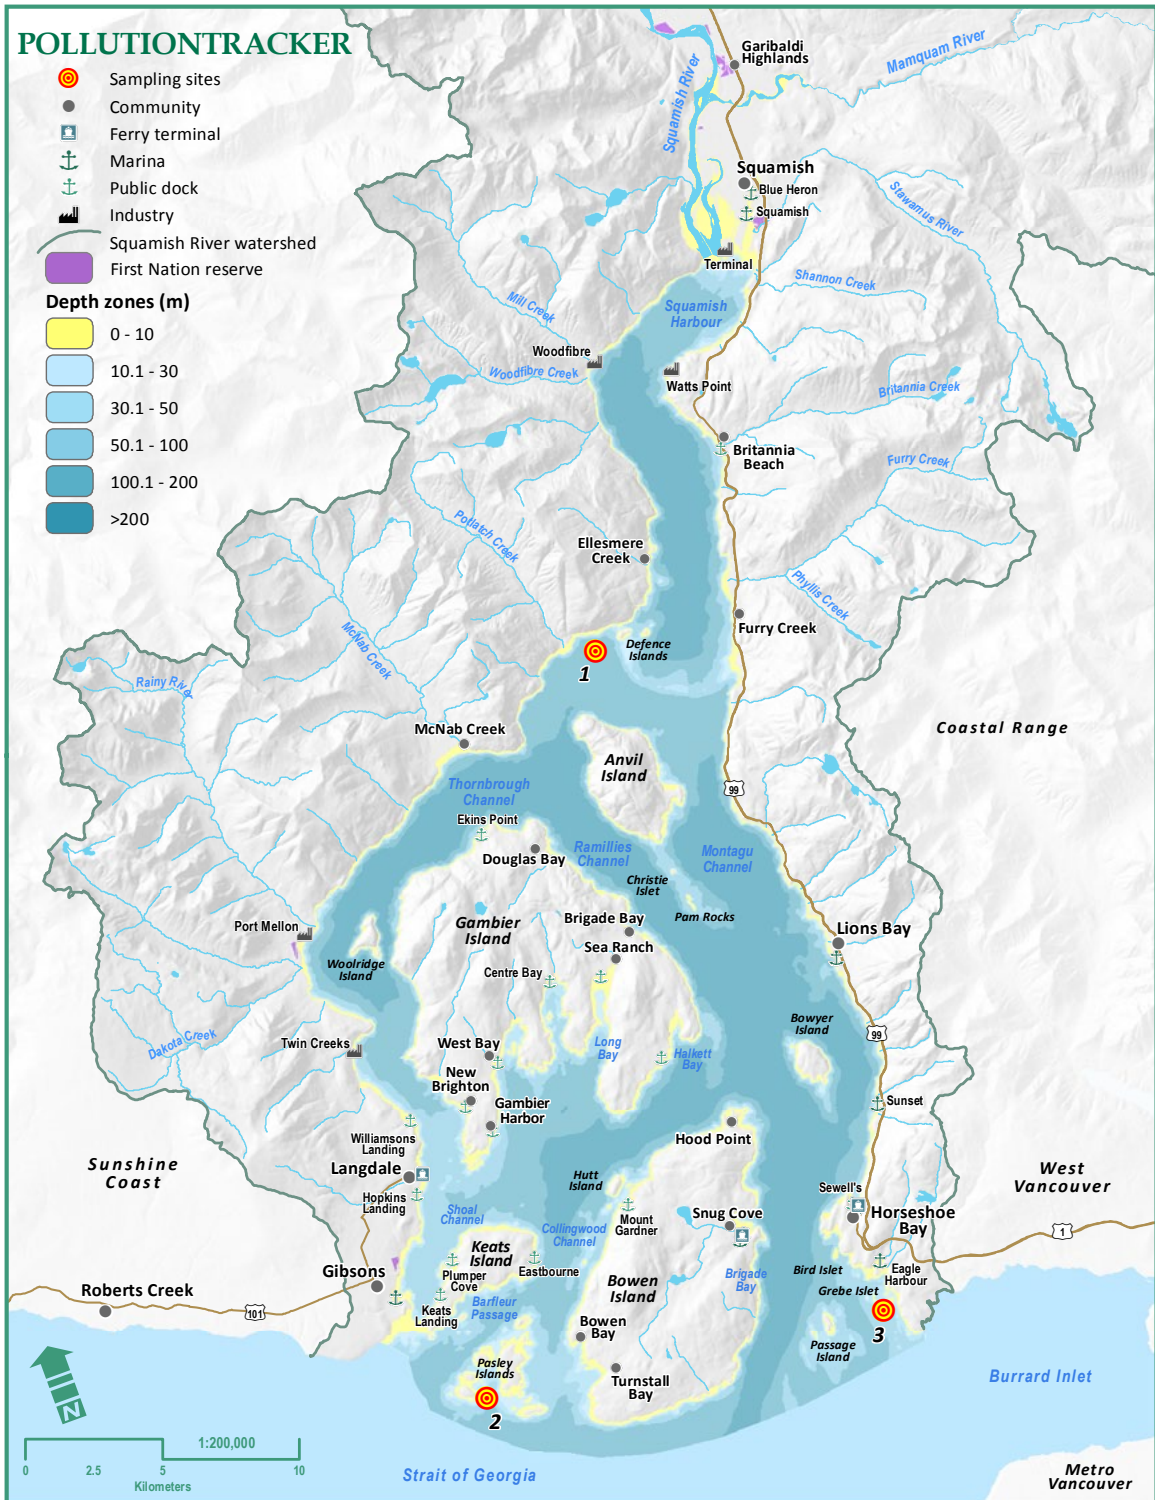 POLLUTIONTRACKER
Sampling sites
Community
Ferry terminal
Marina
Public dock
Industry
Squamish River watershed
First Nation reserve
Depth zones (m)
0 - 10
10.1 - 30
30.1 - 50
50.1 - 100
100.1 - 200
>200
Garibaldi
Highlands
Mamquam River
Squamish River
Squamish
Blue Heron
Squamish
Stawamus River
Terminal
Shannon Creek
Squamish
Harbour
Mill Creek
Woodfibre
Woodfibre Creek
Watts Point
Britannia Creek
Britannia
Beach
Furry Creek
Potlatch Creek
Ellesmere
Creek
Phyllis Creek
Furry Creek
Defence
Islands
1
McNab Creek
Rainy River
McNab Creek
Coastal Range
Anvil
Island
Thornbrough
Channel
99
Ekins Point
Douglas Bay
Ramillies
Channel
Montagu
Channel
Christie
Islet
Pam Rocks
Brigade Bay
Gambier
Island
Port Mellon
Lions Bay
Sea Ranch
Woolridge
Island
Centre Bay
Bowyer
Island
99
Dakota Creek
Twin Creeks
West Bay
Long
Bay
Halkett
Bay
New
Brighton
Gambier
Harbor
Sunset
Hood Point
Williamsons
Landing
Sunshine
Coast
Langdale
West
Vancouver
Hutt
Island
Sewell's
Hopkins
Landing
Shoal
Channel
Mount
Gardner
Snug Cove
Horseshoe
Bay
1
Collingwood
Channel
Keats
Island
Eastbourne
Plumper
Cove
Gibsons
Bowen
Island
Brigade
Bay
Bird Islet
Eagle
Harbour
Grebe Islet
Roberts Creek
101
Keats
Landing
Barfleur
Passage
Bowen
Bay
3
Passage
Island
Pasley
Islands
Turnstall
Bay
Burrard Inlet
2
N
1:200,000
0
2.5
5
10
Kilometers
Strait of Georgia
Metro
Vancouver